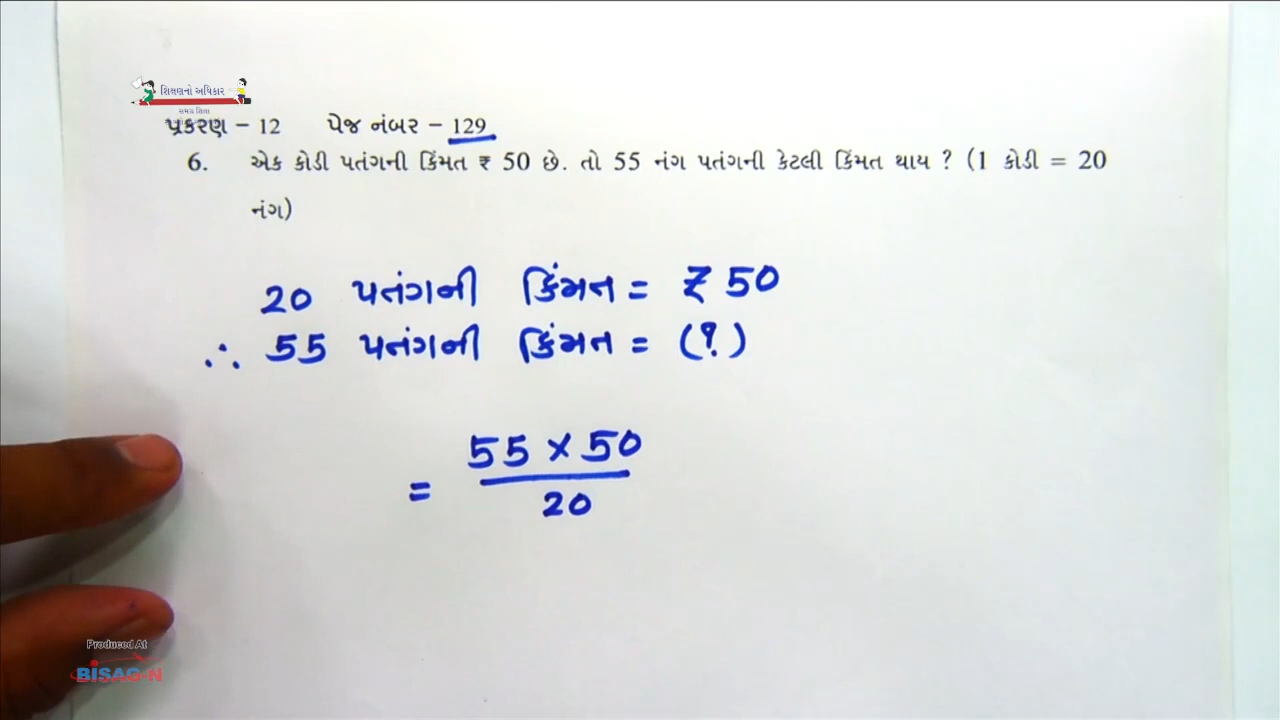 શિક્ષણનો અધિકાર
સમગ્ર શિક્ષા
પ્રકરણ – 12 પેજ નંબર – 129
6. એક કોડી પતંગની કિંમત ₹ 50 છે. તો 55 નંગ પતંગની કેટલી કિંમત થાય ? (1 કોડી = 20
નંગ)
20 પતંગની કિંમત = ₹ 50
∴ 55 પતંગની કિંમત = (?)
= 55 × 50
20
Produced At
BISAG-N